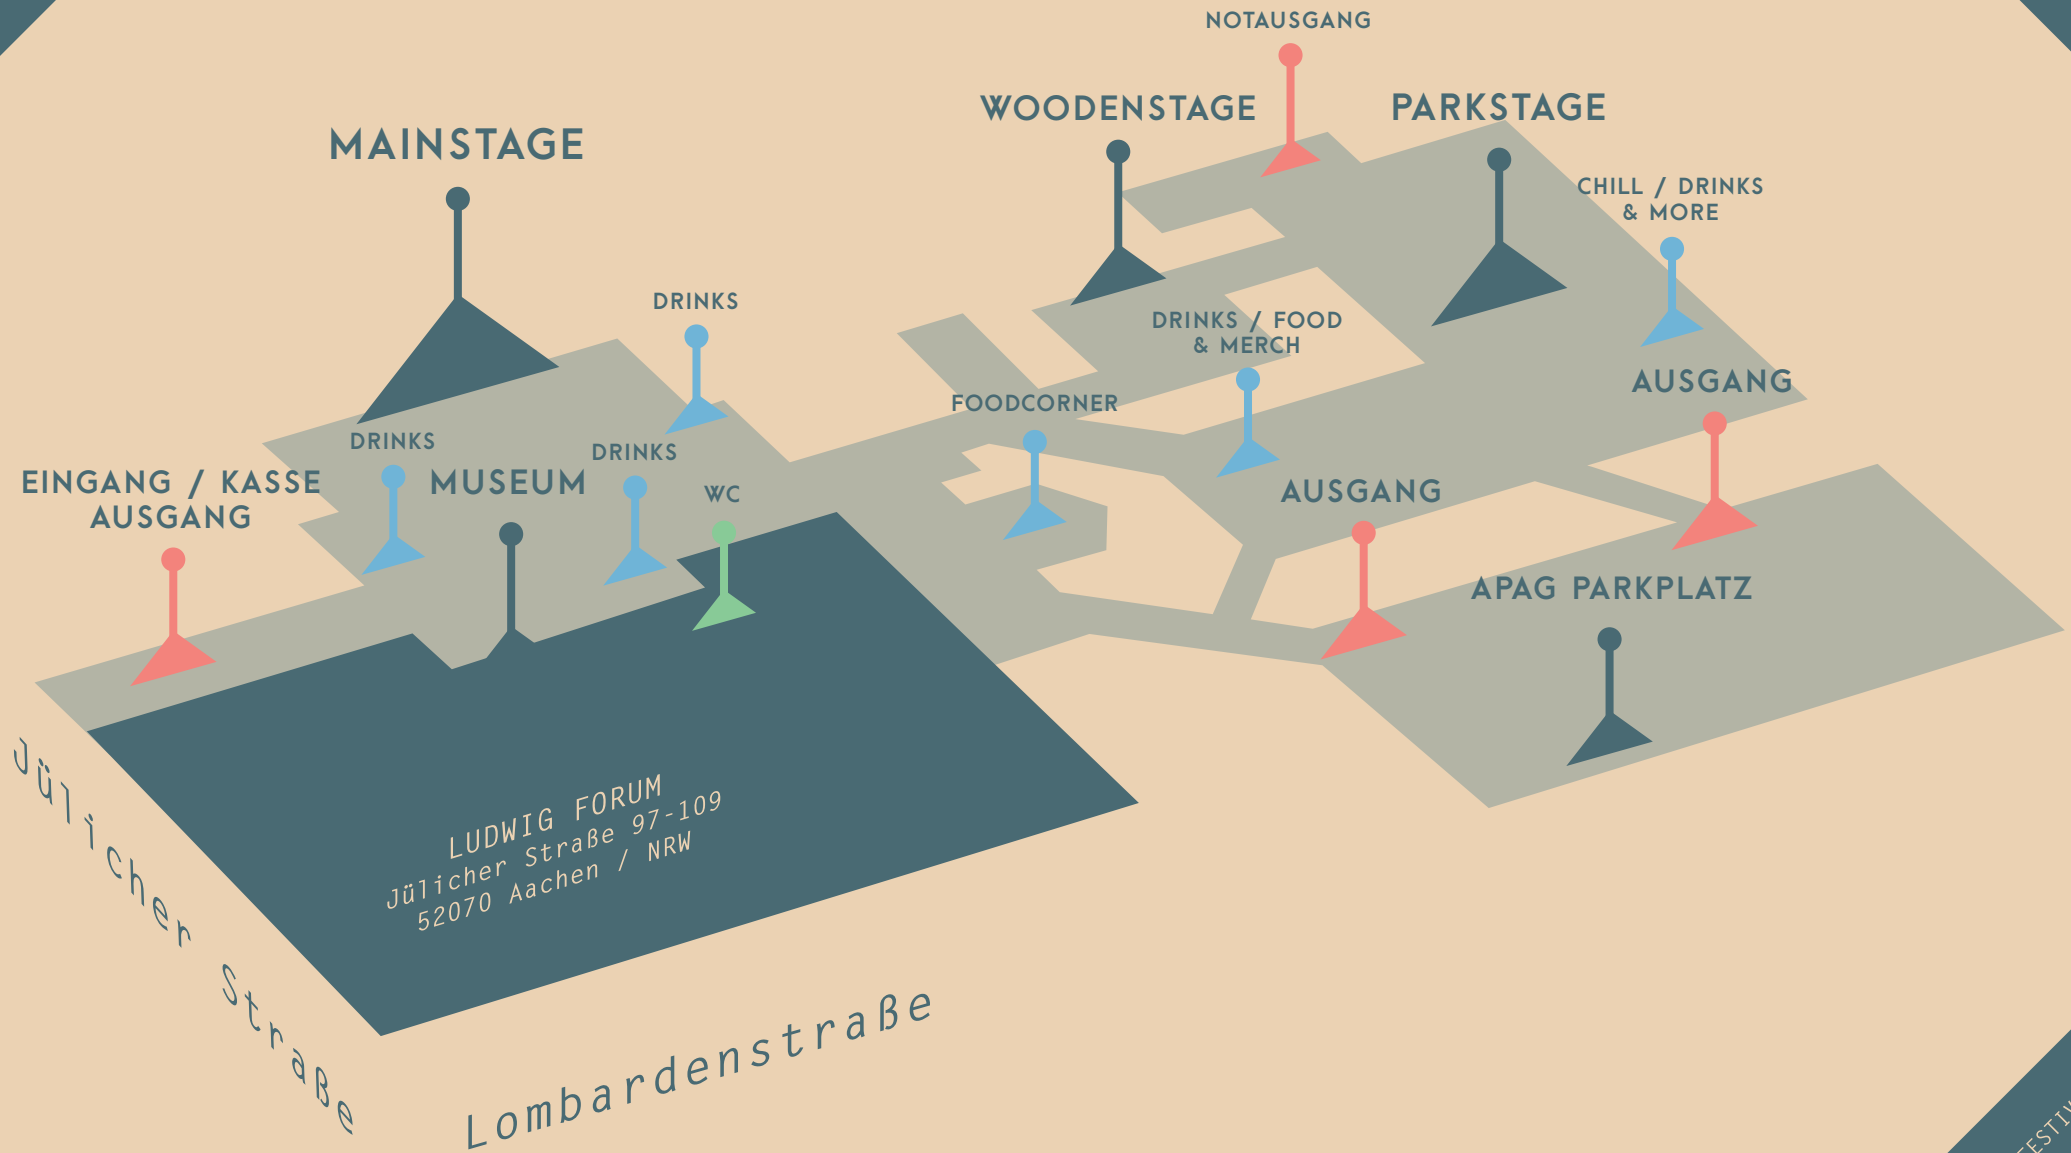 NOTAUSGANG
WOODENSTAGE
PARKSTAGE
MAINSTAGE
CHILL / DRINKS
& MORE
DRINKS
DRINKS / FOOD
& MERCH
AUSGANG
FOODCORNER
DRINKS
DRINKS
EINGANG / KASSE
AUSGANG
MUSEUM
WC
AUSGANG
APAG PARKPLATZ
LUDWIG FORUM
Jülicher Straße 97-109
52070 Aachen / NRW
Jülicher Straße
Lombardenstraße